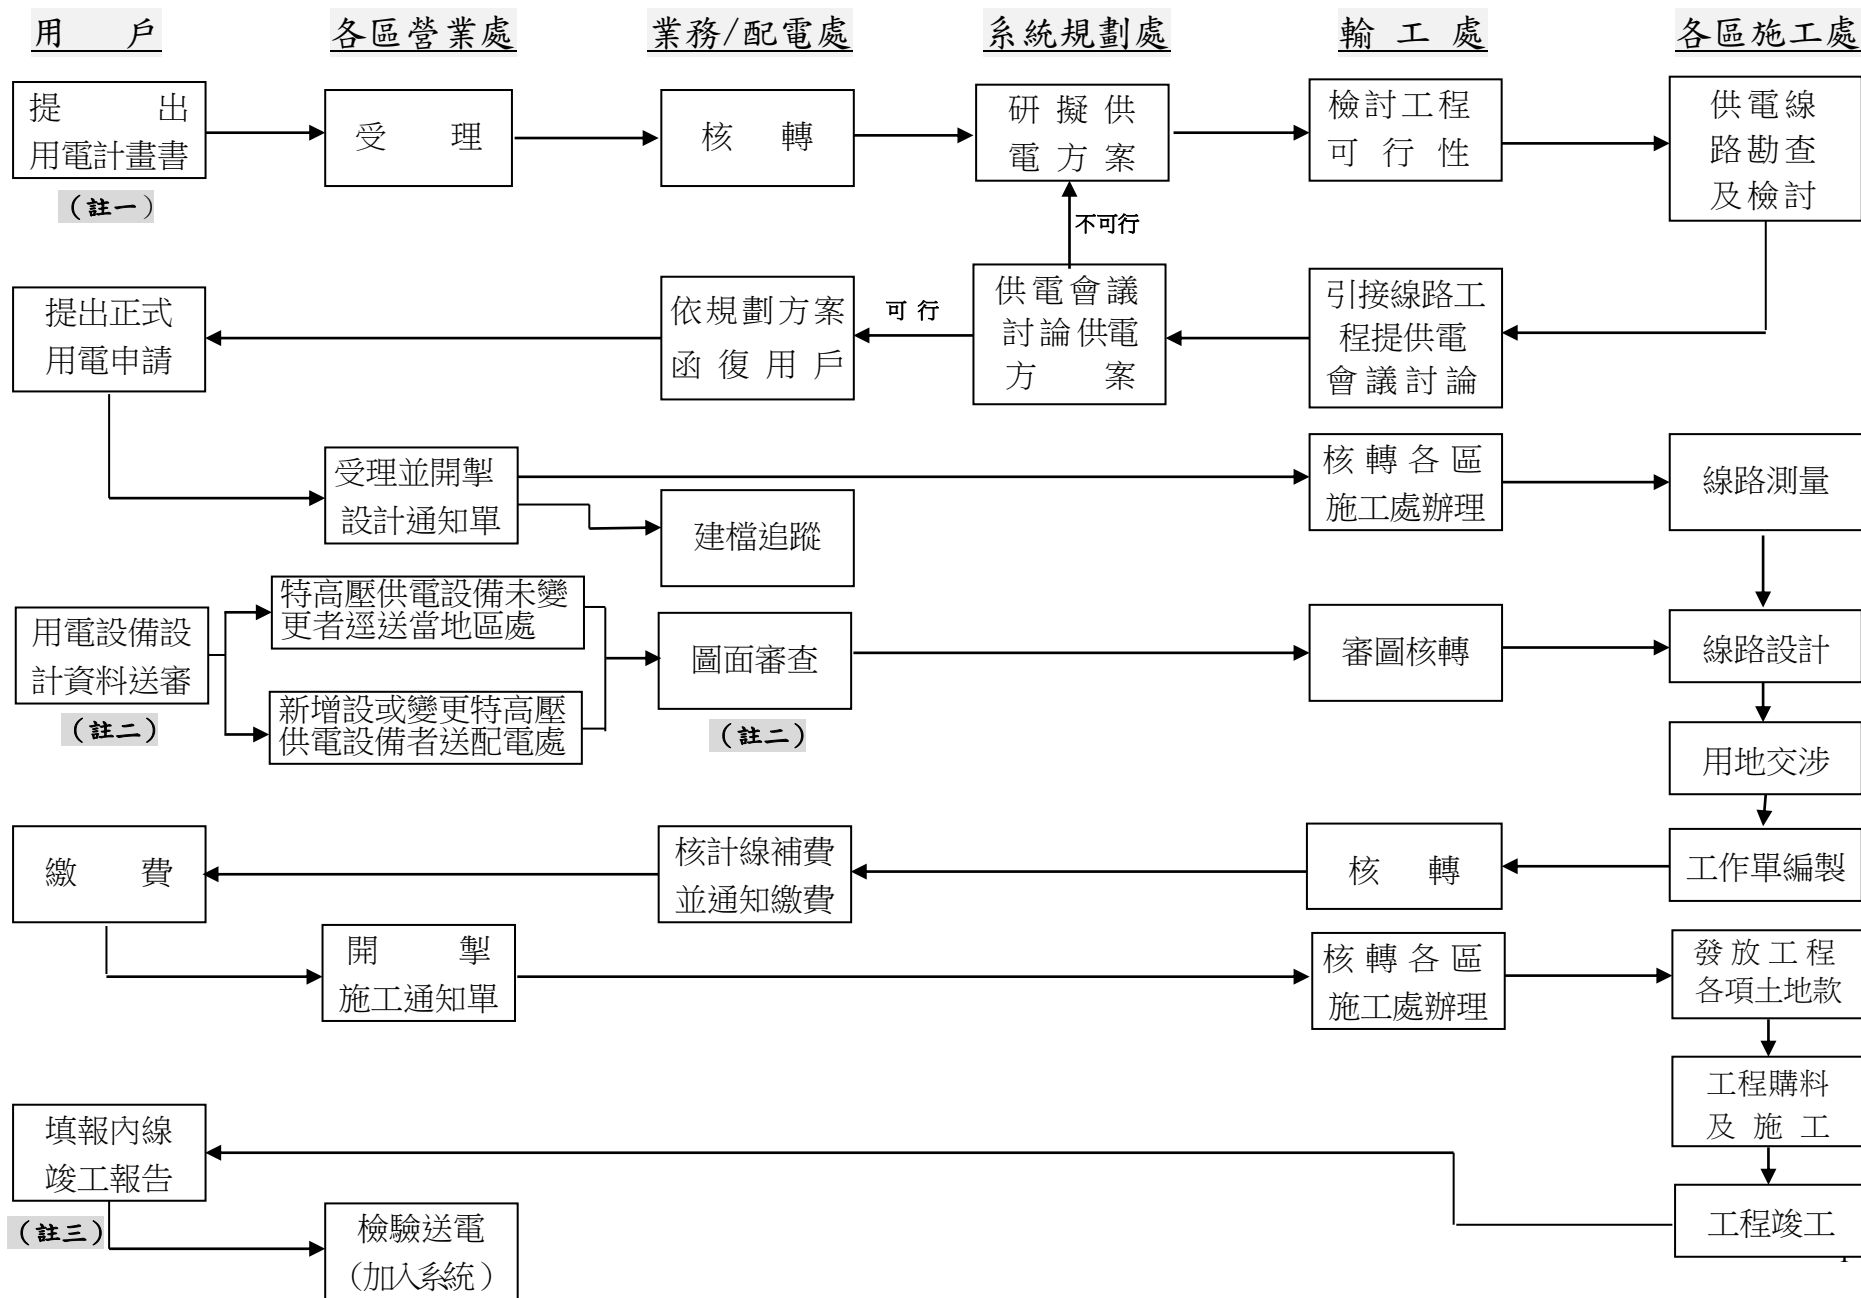 用 戶
各區營業處
業務/配電處
系統規劃處
輸 工 處
各區施工處
提 出
用電計畫書
(註一)
受 理
核 轉
研 擬 供
電 方 案
檢討工程
可 行 性
供電線
路勘查
及檢討
不可行
提出正式
用電申請
依規劃方案
函 復 用 戶
可 行
供電會議
討論供電
方 案
引接線路工
程提供電
會議討論
受理並開掣
設計通知單
建檔追蹤
核 轉 各 區
施工處辦理
線路測量
用電設備設
計資料送審
(註二)
特高壓供電設備未變
更者逕送當地區處
新增設或變更特高壓
供電設備者送配電處
圖面審查
(註二)
審圖核轉
線路設計
用地交涉
繳 費
核計線補費
並通知繳費
核 轉
工作單編製
開 掣
施工通知單
核 轉 各 區
施工處辦理
發 放 工 程
各項土地款
工程購料
及 施 工
填報內線
竣工報告
(註三)
檢驗送電
(加入系統)
工程竣工